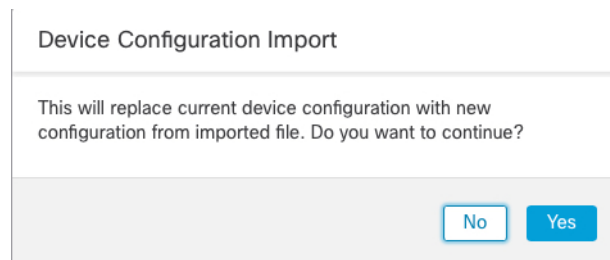 Device Configuration Import
This will replace current device configuration with new
configuration from imported file. Do you want to continue?
No
Yes